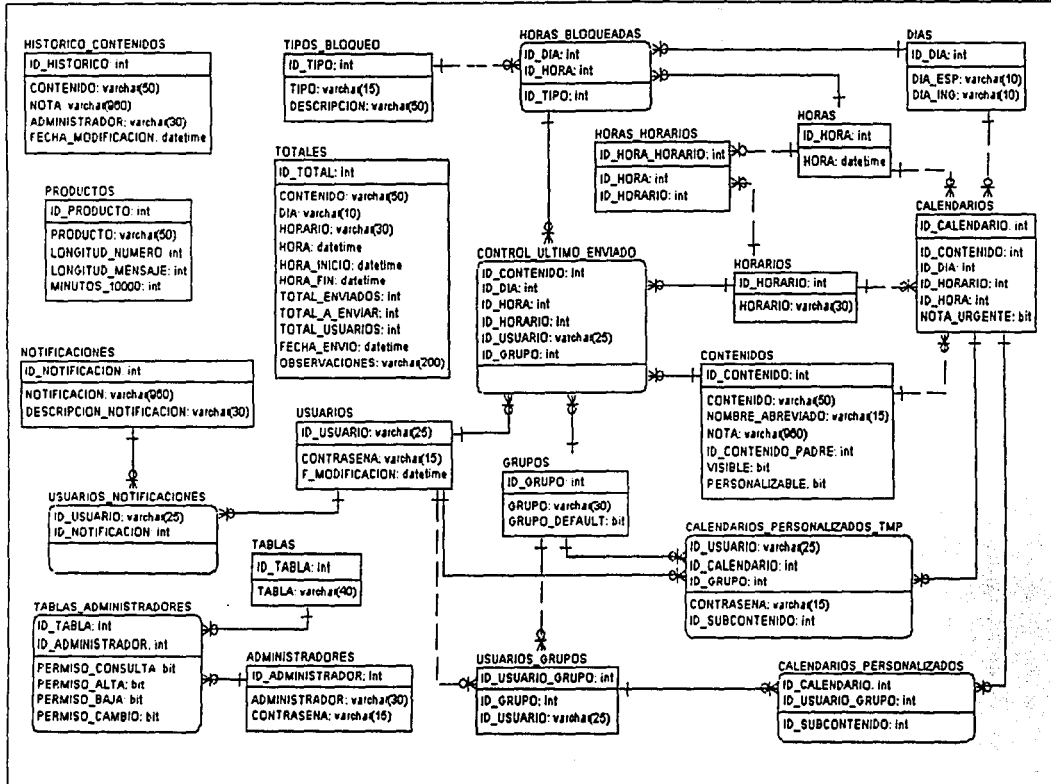 HISTORICO_CONTENIDOS
ID_HISTORICO: int
CONTENIDO: varchar(50)
NOTA varchar(960)
ADMINISTRADOR: varchar(30)
FECHA_MODIFICACION: datetime
TIPOS_BLOQUEO
ID_TIPO: int
TIPO: varchar(15)
DESCRIPCION: varchar(50)
HORAS_BLOQUEADAS
ID_DIA: int
ID_HORA: int
ID_TIPO: int
DIAS
ID_DIA: int
DIA_ESP: varchar(10)
DIA_ING: varchar(10)
HORAS
ID_HORA: int
HORA: datetime
HORAS_HORARIOS
ID_HORA_HORARIO: int
ID_HORA: int
ID_HORARIO: int
TOTALES
ID_TOTAL: int
CONTENIDO: varchar(50)
DIA: varchar(10)
HORARIO: varchar(30)
HORA: datetime
HORA_INICIO: datetime
HORA_FIN: datetime
TOTAL_ENVIADOS: int
TOTAL_A_ENVIAR: int
TOTAL_USUARIOS: int
FECHA_ENVIO: datetime
OBSERVACIONES: varchar(200)
PRODUCTOS
ID_PRODUCTO: int
PRODUCTO: varchar(50)
LONGITUD_NUMERO int
LONGITUD_MENSAJE: int
MINUTOS_10000: int
CALENDARIOS
ID_CALENDARIO: int
ID_CONTENIDO: int
ID_DIA: int
ID_HORARIO: int
ID_HORA: int
NOTA_URGENTE: bit
CONTROL_ULTIMO_ENVIADO
ID_CONTENIDO: int
ID_DIA: int
ID_HORA: int
ID_HORARIO: int
ID_USUARIO: varchar(25)
ID_GRUPO: int
HORARIOS
ID_HORARIO: int
HORARIO: varchar(30)
NOTIFICACIONES
ID_NOTIFICACION: int
NOTIFICACION: varchar(960)
DESCRIPCION_NOTIFICACION: varchar(30)
CONTENIDOS
ID_CONTENIDO: int
CONTENIDO: varchar(50)
NOMBRE_ABREVIADO: varchar(15)
NOTA: varchar(960)
ID_CONTENIDO_PADRE: int
VISIBLE: bit
PERSONALIZABLE: bit
USUARIOS
ID_USUARIO: varchar(25)
CONTRASENA: varchar(15)
F_MODIFICACION: datetime
GRUPOS
ID_GRUPO: int
GRUPO: varchar(30)
GRUPO_DEFAULT: bit
USUARIOS_NOTIFICACIONES
ID_USUARIO: varchar(25)
ID_NOTIFICACION: int
CALENDARIOS_PERSONALIZADOS_TMP
ID_USUARIO: varchar(25)
ID_CALENDARIO: int
ID_GRUPO: int
CONTRASENA: varchar(15)
ID_SUBCONTENIDO: int
TABLAS
ID_TABLA: int
TABLA: varchar(40)
TABLAS_ADMINISTRADORES
ID_TABLA: int
ID_ADMINISTRADOR: int
PERMISO_CONSULTA: bit
PERMISO_ALTA: bit
PERMISO_BAJA: bit
PERMISO_CAMBIO: bit
ADMINISTRADORES
ID_ADMINISTRADOR: int
ADMINISTRADOR: varchar(30)
CONTRASENA: varchar(15)
USUARIOS_GRUPOS
ID_USUARIO_GRUPO: int
ID_GRUPO: int
ID_USUARIO: varchar(25)
CALENDARIOS_PERSONALIZADOS
ID_CALENDARIO: int
ID_USUARIO_GRUPO: int
ID_SUBCONTENIDO: int